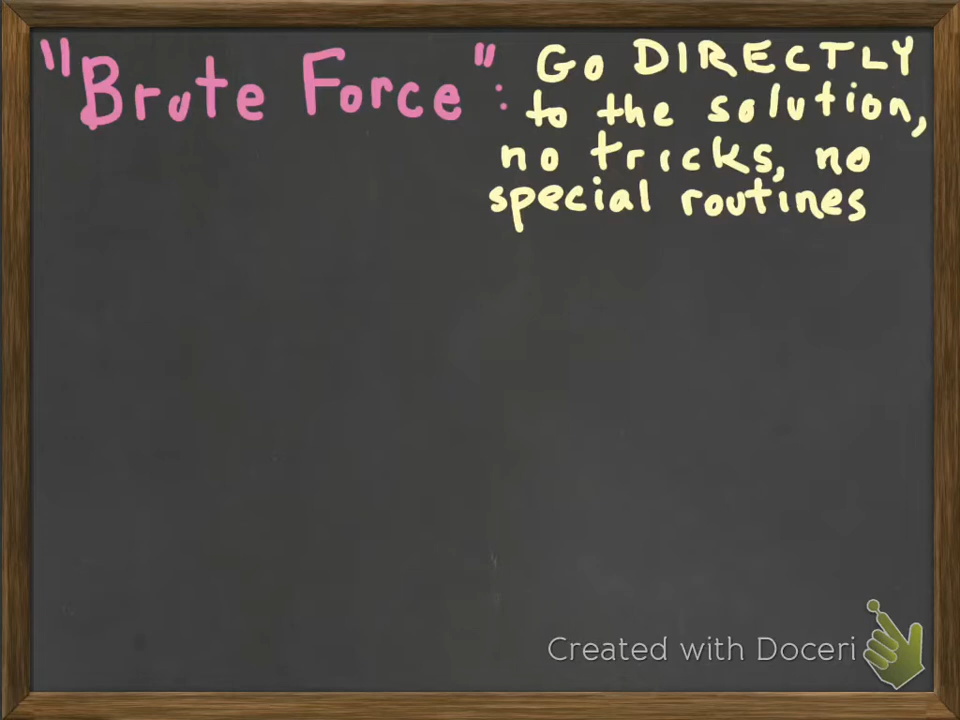 "Brute Force": Go DIRECTLY
to the solution,
no tricks, no
special routines
Created with Doceri